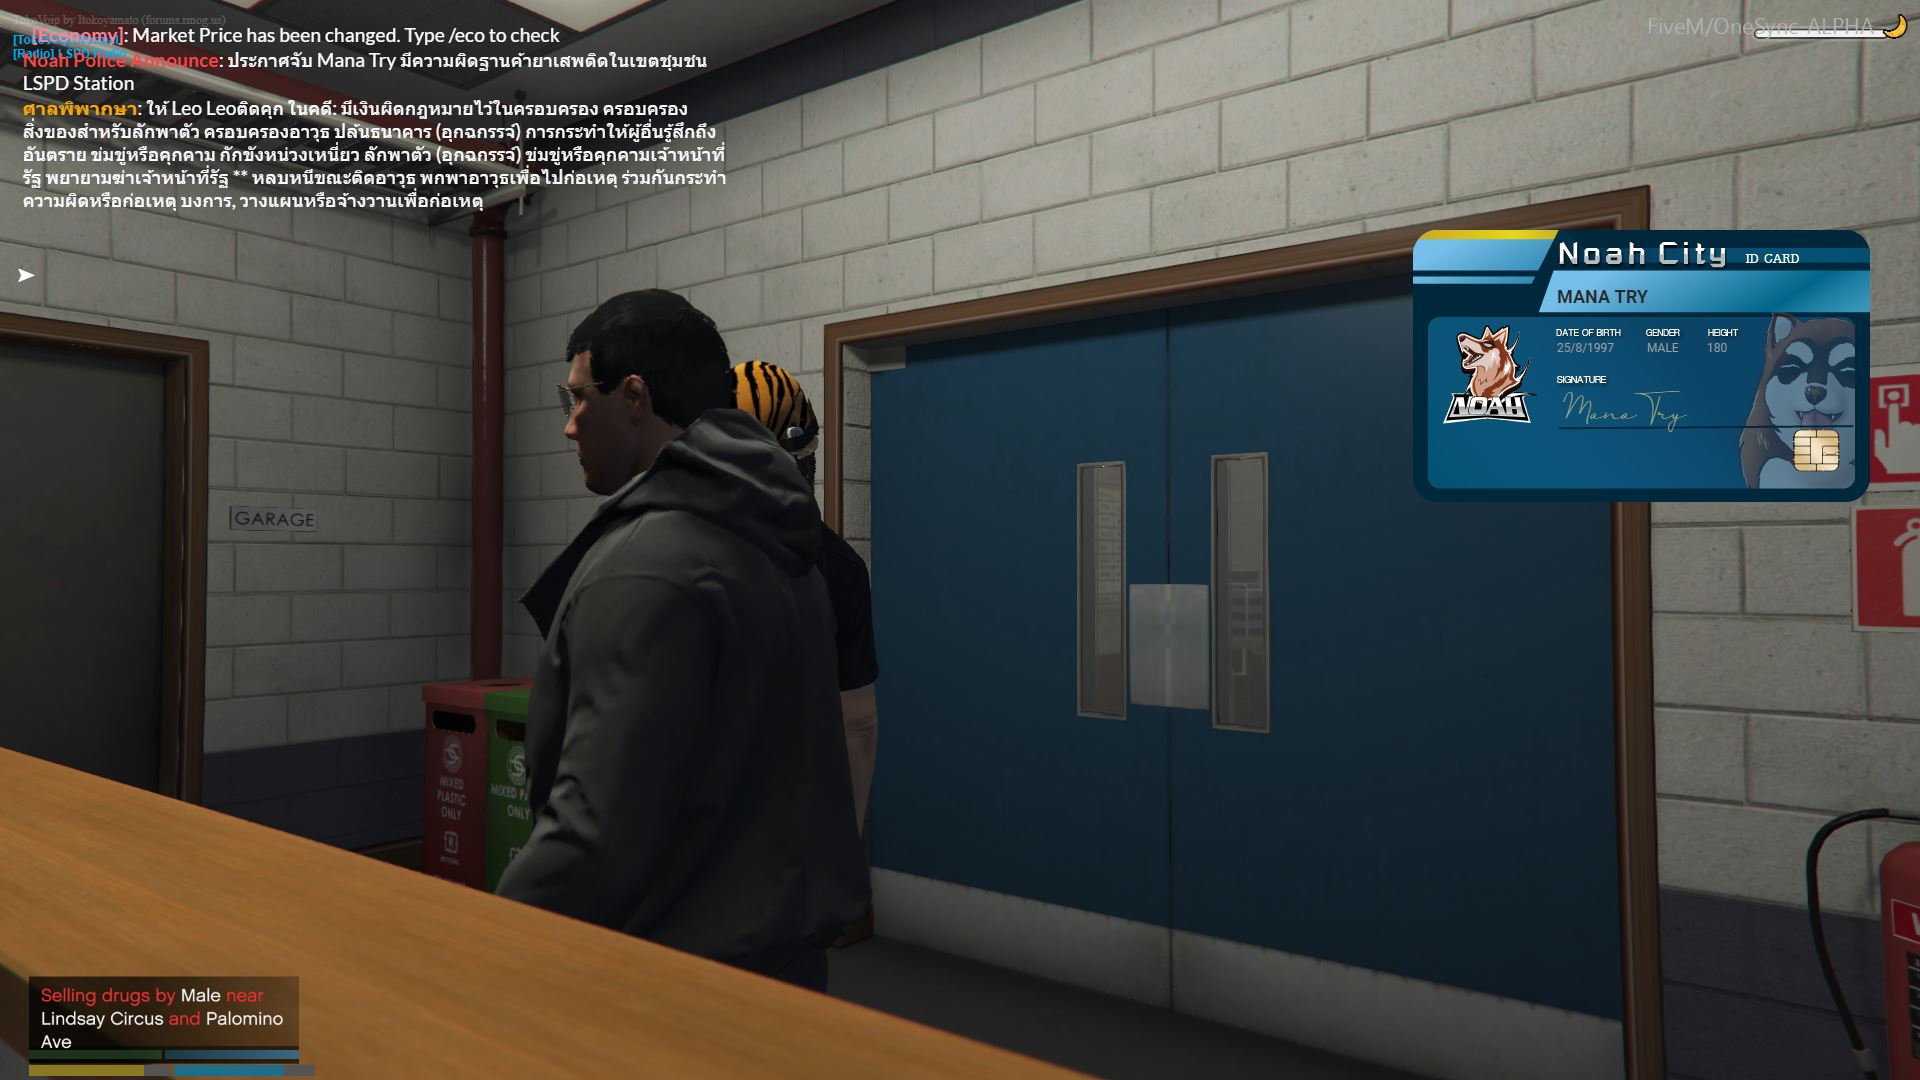 TokoVoip by Itokoyamato (forums.rmog.us)
[Economy]: Market Price has been changed. Type /eco to check
Noah Police Announce: ประกาศจับ Mana Try มีความผิดฐานค้ายาเสพติดในเขตชุมชน
LSPD Station
ศาลพิพากษา: ให้ Leo Leoติดคุก ในคดี: มีเงินผิดกฎหมายไว้ในครอบครอง ครอบครอง
สิ่งของสำหรับลักพาตัว ครอบครองอาวุธ ปล้นธนาคาร (อุกฉกรรจ์) การกระทำให้ผู้อื่นรู้สึกถึง
อันตราย ข่มขู่หรือคุกคาม กักขังหน่วงเหนี่ยว ลักพาตัว (อุกฉกรรจ์) ข่มขู่หรือคุกคามเจ้าหน้าที่
รัฐ พยายามฆ่าเจ้าหน้าที่รัฐ ** หลบหนีขณะติดอาวุธ พกพาอาวุธเพื่อไปก่อเหตุ ร่วมกันกระทำ
ความผิดหรือก่อเหตุ บงการ, วางแผนหรือจ้างวานเพื่อก่อเหตุ
FiveM/OneSync-ALPHA
Noah City ID CARD
MANA TRY
DATE OF BIRTH GENDER HEIGHT
25/8/1997 MALE 180
SIGNATURE
Mana Try
NOAH
GARAGE
MIXED
PLASTIC
ONLY
MIXED
ONLY
Selling drugs by Male near
Lindsay Circus and Palomino
Ave